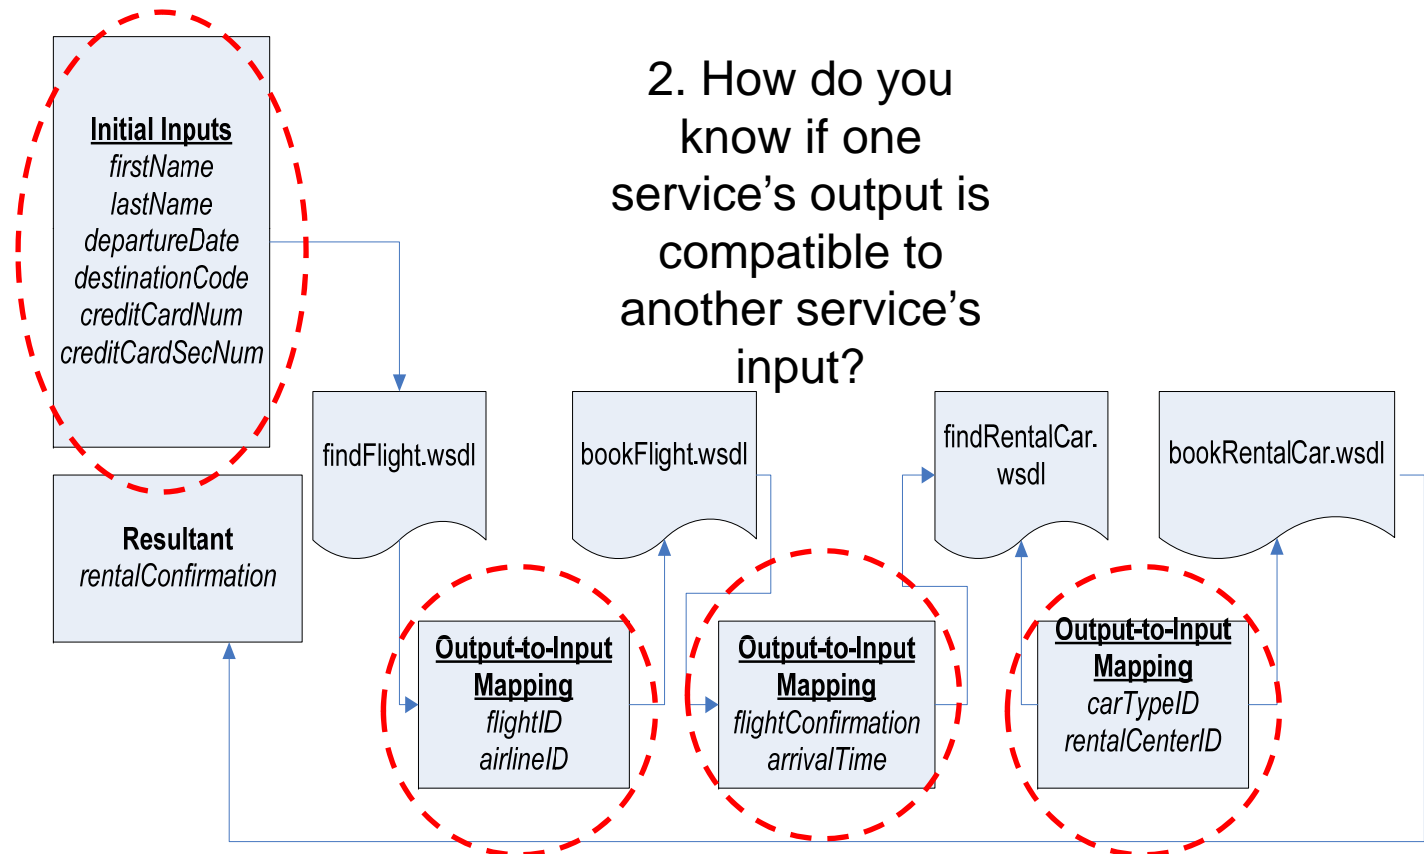 2. How do you
know if one
service’s output is
compatible to
another service’s
input?
Initial Inputs
firstName
lastName
departureDate
destinationCode
creditCardNum
creditCardSecNum
Resultant
rentalConfirmation
findFlight.wsdl
bookFlight.wsdl
findRentalCar.
wsdl
bookRentalCar.wsdl
Output-to-Input
Mapping
flightID
airlineID
Output-to-Input
Mapping
flightConfirmation
arrivalTime
Output-to-Input
Mapping
carTypeID
rentalCenterID